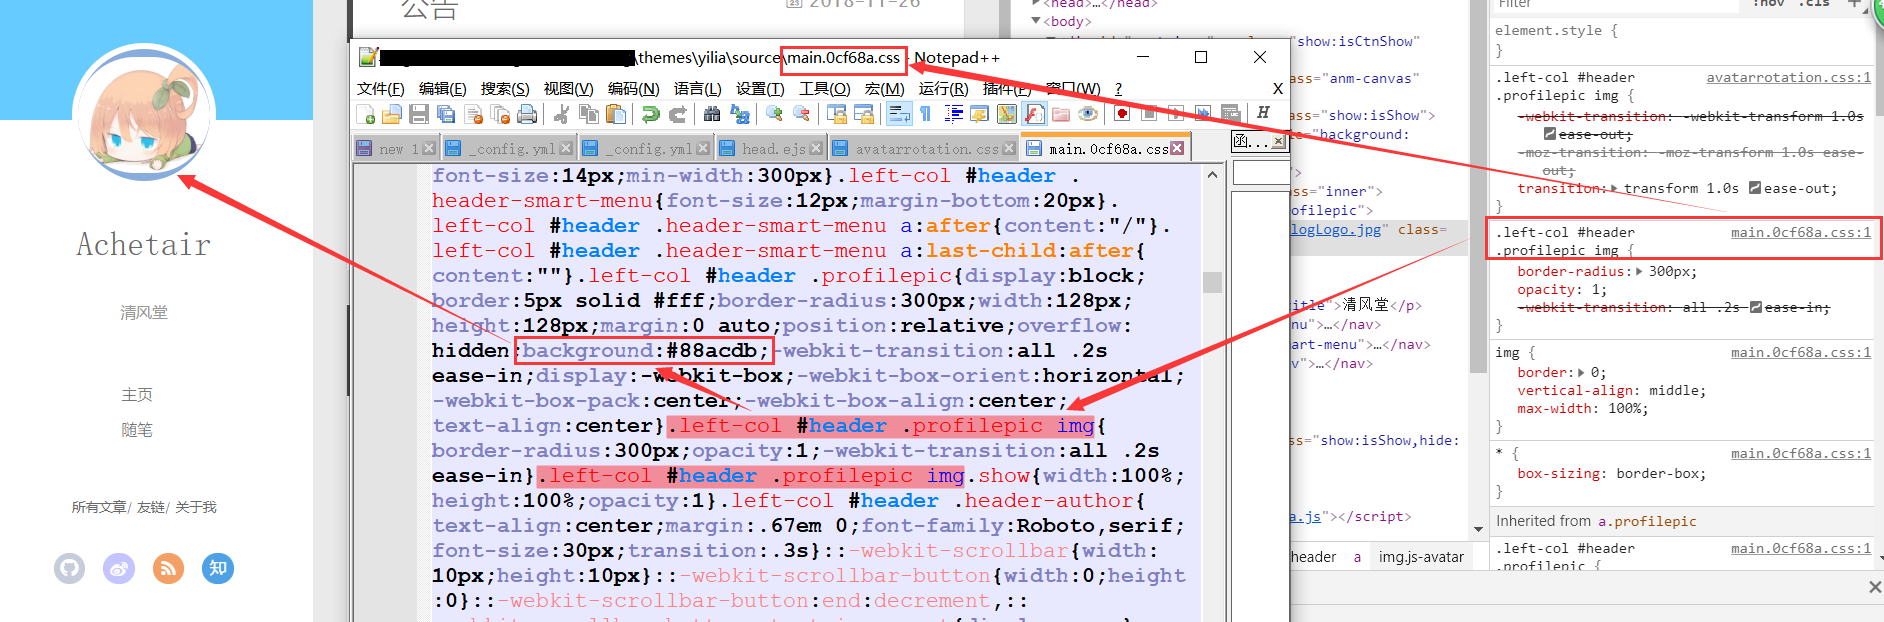 Achetair
清风堂
主页
随笔
所有文章/ 友链/ 关于我
知
公告
2018-11-26
\themes\yilia\source\main.0cf68a.css - Notepad++
文件(F) 编辑(E) 搜索(S) 视图(V) 编码(N) 语言(L) 设置(T) 工具(O) 宏(M) 运行(R) 插件(P) 窗口(W) ? X
new 1 _config.yml _config.yml head.ejs avatarrotation.css main.0cf68a.css
font-size:14px;min-width:300px}.left-col #header .
header-smart-menu{font-size:12px;margin-bottom:20px}.
left-col #header .header-smart-menu a:after{content:"/"}.
left-col #header .header-smart-menu a:last-child:after{
content:""}.left-col #header .profilepic{display:block;
border:5px solid #fff;border-radius:300px;width:128px;
height:128px;margin:0 auto;position:relative;overflow:
hidden;background:#88acdb;-webkit-transition:all .2s
ease-in;display:-webkit-box;-webkit-box-orient:horizontal;
-webkit-box-pack:center;-webkit-box-align:center;
text-align:center}.left-col #header .profilepic img{
border-radius:300px;opacity:1;-webkit-transition:all .2s
ease-in}.left-col #header .profilepic img.show{width:100%;
height:100%;opacity:1}.left-col #header .header-author{
text-align:center;margin:.67em 0;font-family:Roboto,serif;
font-size:30px;transition:.3s}::-webkit-scrollbar{width:
10px;height:10px}::-webkit-scrollbar-button{width:0;height
:0}::-webkit-scrollbar-button:end:decrement,::
<head>…</head>
<body>
"show:isCtnShow"
ass="anm-canvas"
"show:isShow">
e="background:
">
ss="inner">
ofilepic">
logLogo.jpg" class=
title">清风堂</p>
nu">…</nav>
art-menu">…</nav>
v">…</nav>
ss="show:isShow,hide:
a.js"></script>
header a img.js-avatar
Filter :hov .cls +
element.style {
}
.left-col #header avatarrotation.css:1
.profilepic img {
-webkit-transition: -webkit-transform 1.0s
ease-out;
-moz-transition: -moz-transform 1.0s ease-
out;
transition: transform 1.0s ease-out;
}
.left-col #header main.0cf68a.css:1
.profilepic img {
border-radius: 300px;
opacity: 1;
-webkit-transition: all .2s ease-in;
}
img { main.0cf68a.css:1
border: 0;
vertical-align: middle;
max-width: 100%;
}
* { main.0cf68a.css:1
box-sizing: border-box;
}
Inherited from a.profilepic
.left-col #header main.0cf68a.css:1
.profilepic {